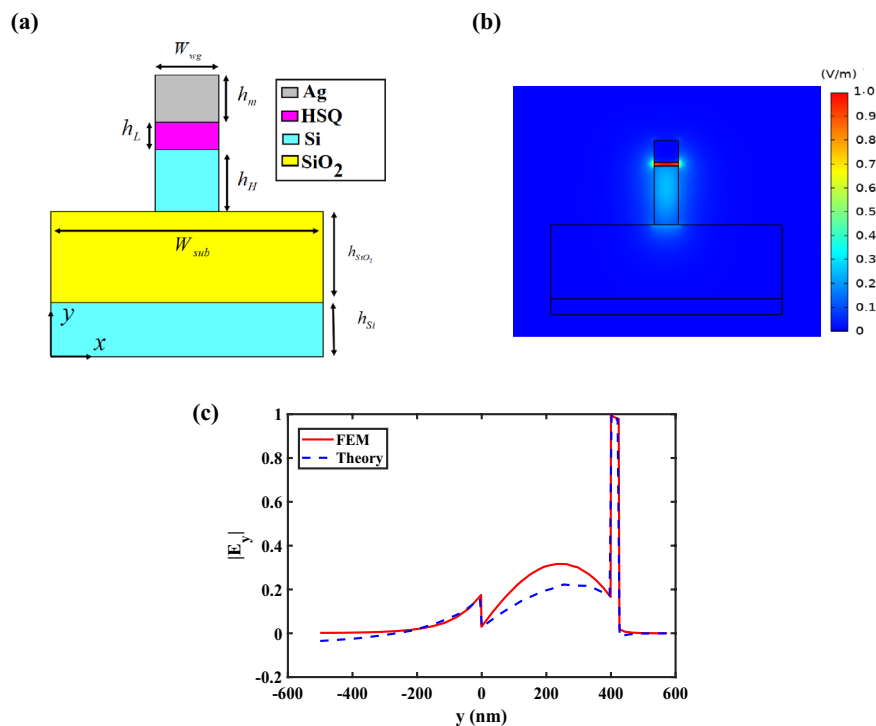 (a)
W_wg
h_m
h_L
h_H
Ag
HSQ
Si
SiO₂
W_sub
h_SiO₂
h_Si
y
x
(b)
(V/m)
1.0
0.9
0.8
0.7
0.6
0.5
0.4
0.3
0.2
0.1
0
(c)
FEM
Theory
|E_y|
1
0.8
0.6
0.4
0.2
0
-0.2
-600
-400
-200
0
200
400
600
y (nm)